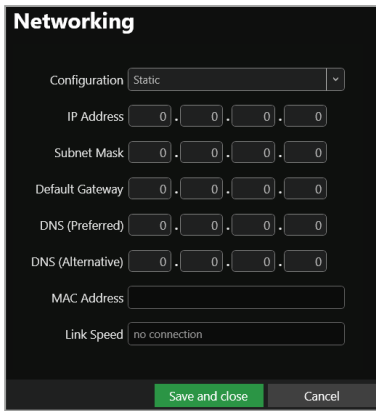 Networking
Configuration Static
IP Address 0 . 0 . 0 . 0
Subnet Mask 0 . 0 . 0 . 0
Default Gateway 0 . 0 . 0 . 0
DNS (Preferred) 0 . 0 . 0 . 0
DNS (Alternative) 0 . 0 . 0 . 0
MAC Address
Link Speed no connection
Save and close Cancel